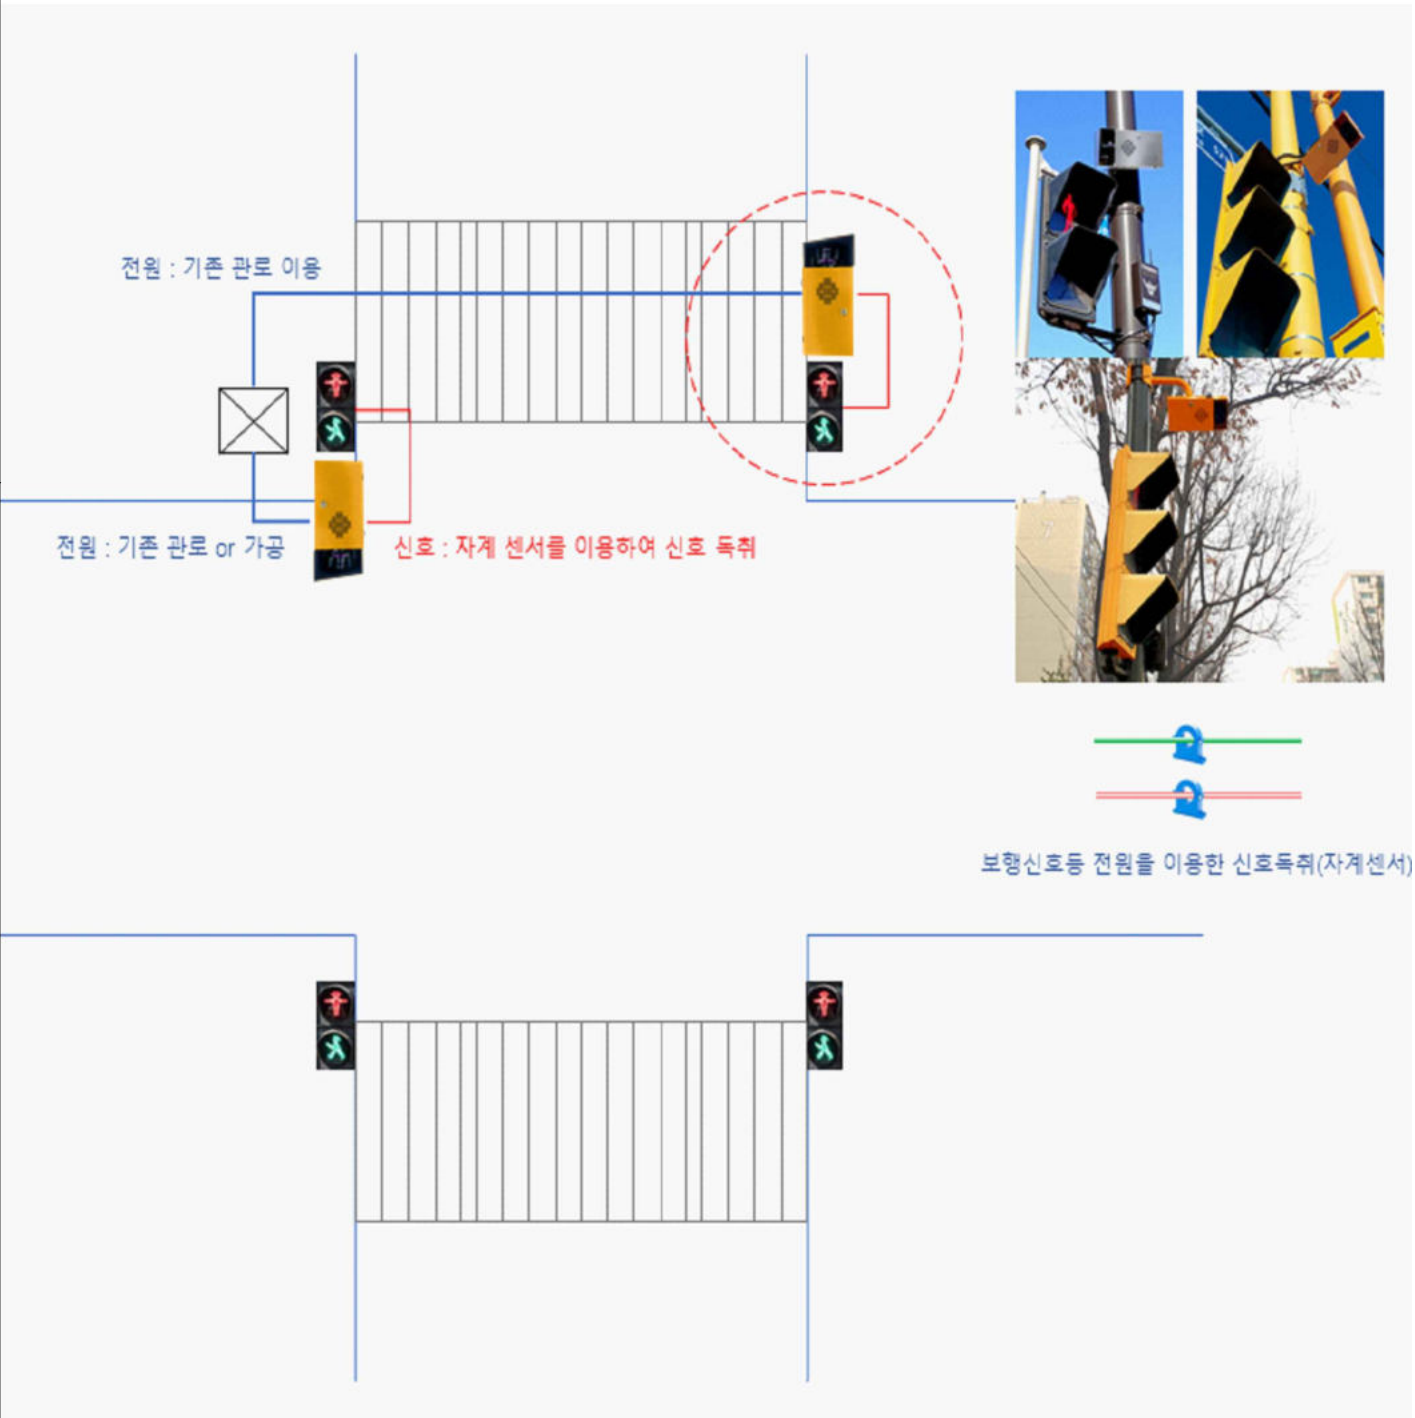 전원 : 기존 관로 이용
전원 : 기존 관로 or 가공
신호 : 자계 센서를 이용하여 신호 독취
보행신호등 전원을 이용한 신호독취(자계센서)